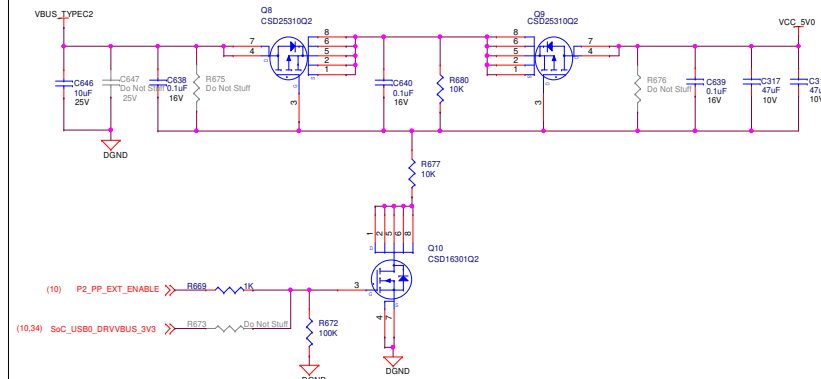 VBUS_TYPEC2
Q8
CSD25310Q2
Q9
CSD25310Q2
VCC_5V0
7
4
8
6
5
2
1
3
D
G
S
8
6
5
2
1
7
4
3
S
G
D
C646
10uF
25V
C647
Do Not Stuff
25V
C638
0.1uF
16V
R675
Do Not Stuff
C640
0.1uF
16V
R680
10K
R676
Do Not Stuff
C639
0.1uF
16V
C317
47uF
10V
C31
47u
10V
DGND
R677
10K
1
2
5
6
8
D
Q10
CSD16301Q2
3
G
S
4
7
(10) P2_PP_EXT_ENABLE
R669
1K
(10,34) SoC_USB0_DRVVBUS_3V3
R673
Do Not Stuff
R672
100K
DGND
DGND